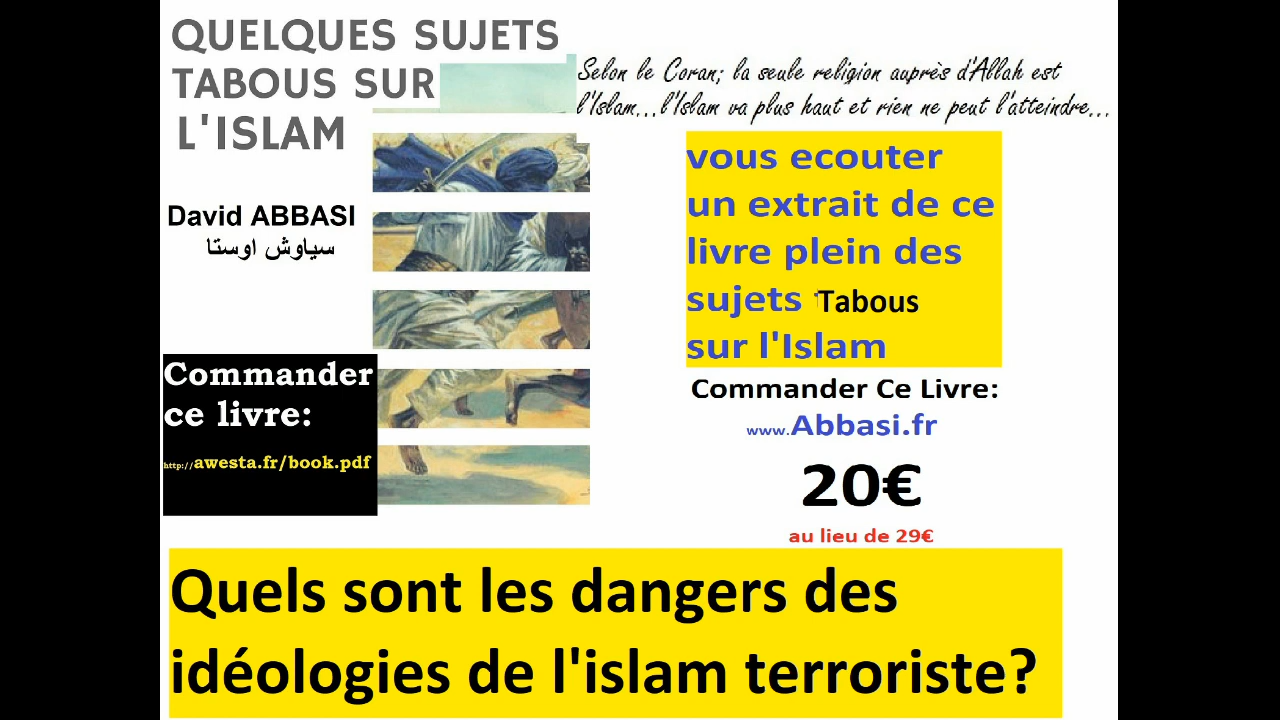 QUELQUES SUJETS
TABOUS SUR
L'ISLAM
Selon le Coran; la seule religion auprès d'Allah est
l'Islam...l'Islam va plus haut et rien ne peut l'atteindre...
David ABBASI
سیاوش اوستا
vous ecouter
un extrait de ce
livre plein des
sujets Tabous
sur l'Islam
Commander
ce livre:
http://awesta.fr/book.pdf
Commander Ce Livre:
www.Abbasi.fr
20€
au lieu de 29€
Quels sont les dangers des
idéologies de l'islam terroriste?